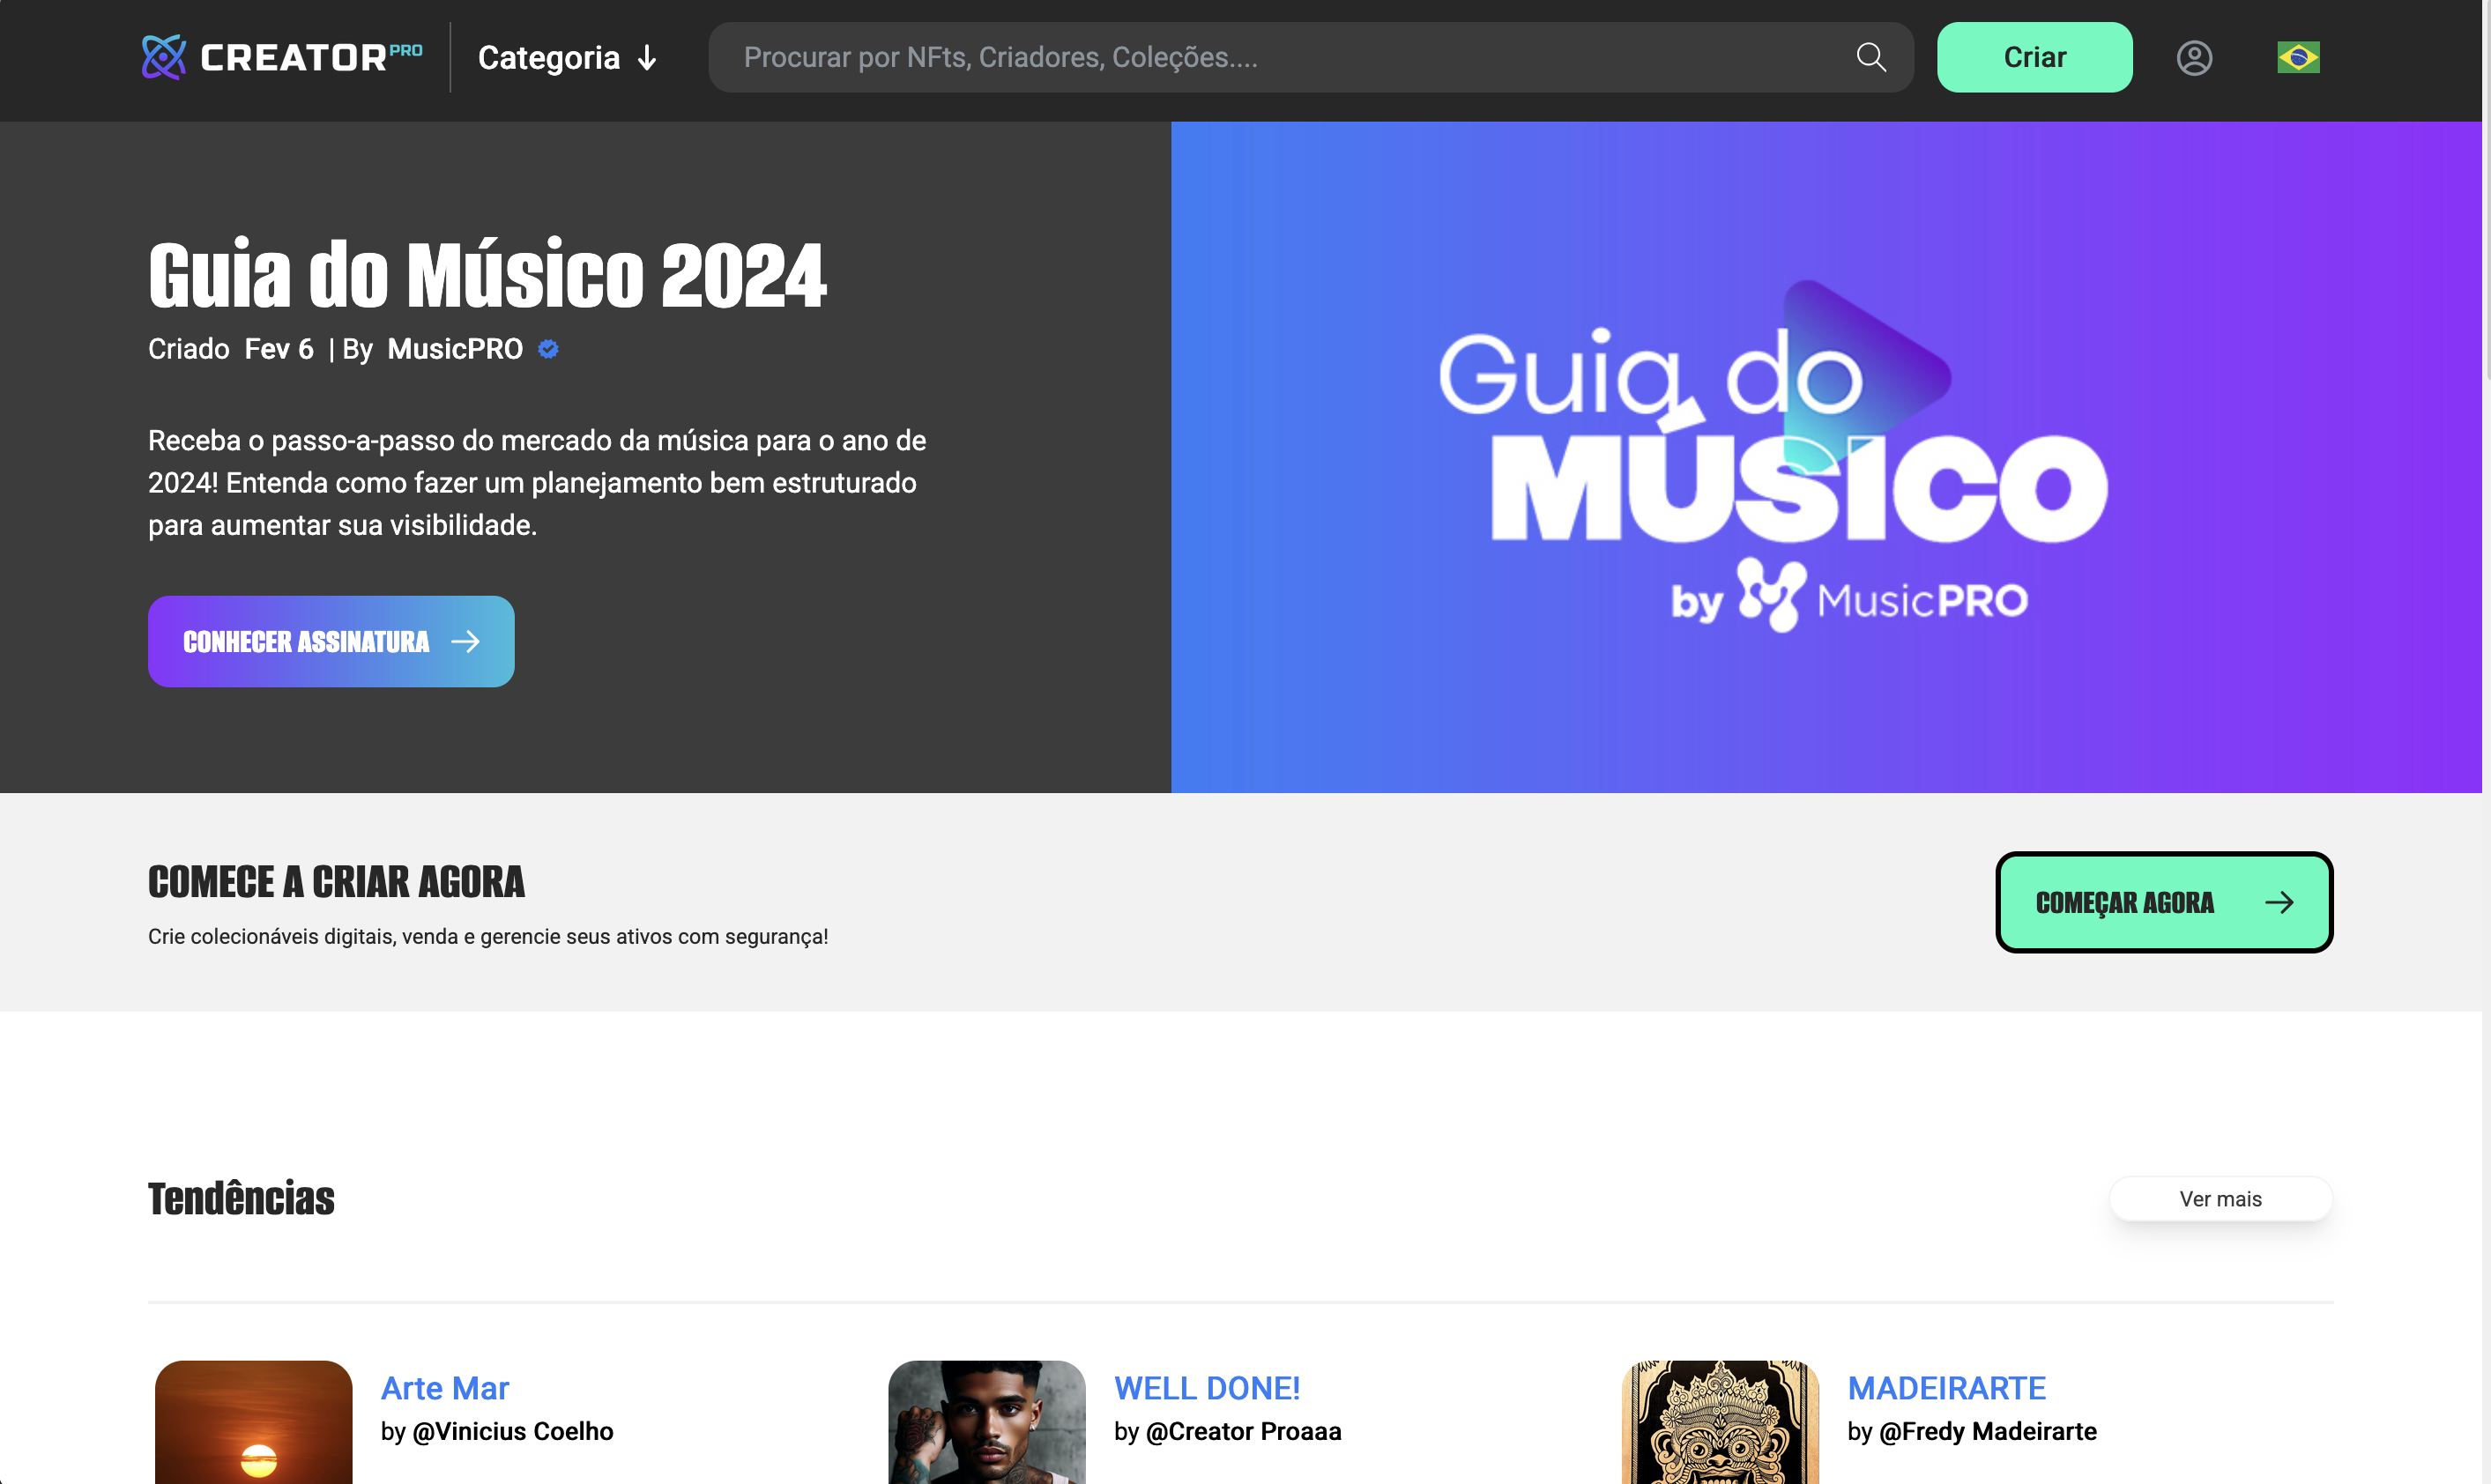 CREATOR PRO
Categoria
Procurar por NFts, Criadores, Coleções....
Criar
Guia do Músico 2024
Criado Fev 6 | By MusicPRO
Receba o passo-a-passo do mercado da música para o ano de
2024! Entenda como fazer um planejamento bem estruturado
para aumentar sua visibilidade.
CONHECER ASSINATURA
Guia do
MÚSICO
by MusicPRO
COMECE A CRIAR AGORA
Crie colecionáveis digitais, venda e gerencie seus ativos com segurança!
COMEÇAR AGORA
Tendências
Ver mais
Arte Mar
by @Vinicius Coelho
WELL DONE!
by @Creator Proaaa
MADEIRARTE
by @Fredy Madeirarte